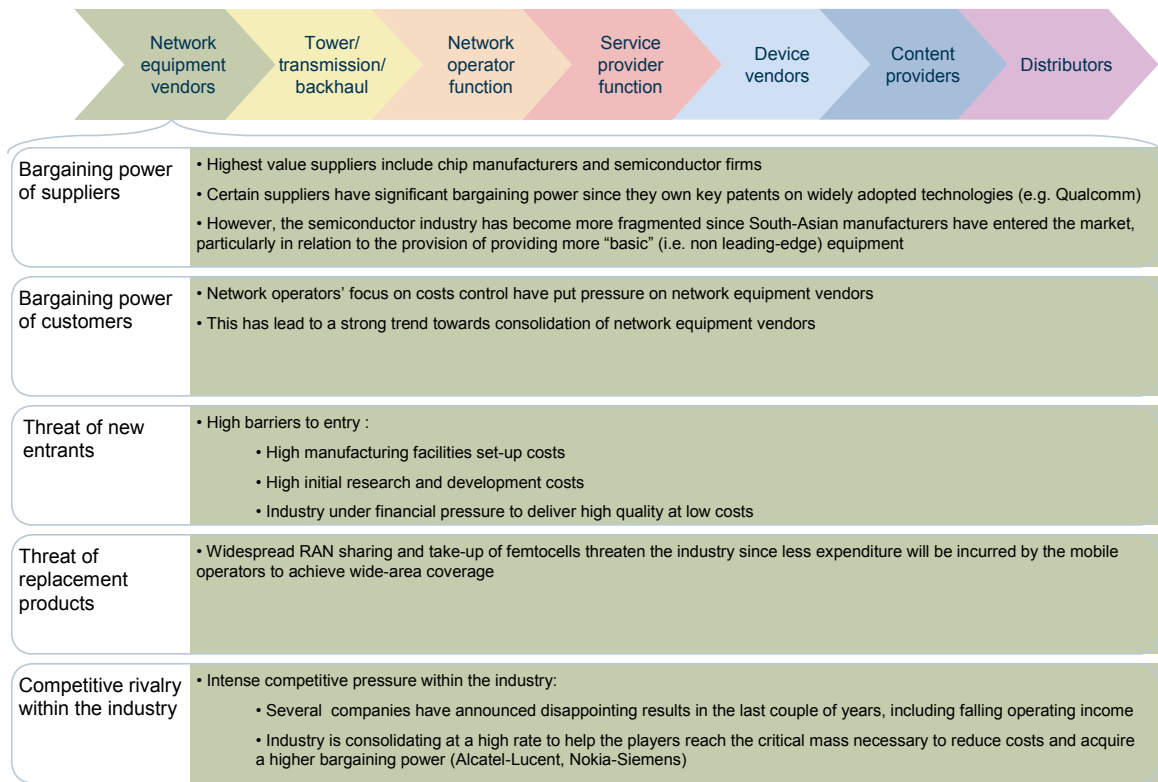 Network
equipment
vendors
Tower/
transmission/
backhaul
Network
operator
function
Service
provider
function
Device
vendors
Content
providers
Distributors
Bargaining power
of suppliers
• Highest value suppliers include chip manufacturers and semiconductor firms
• Certain suppliers have significant bargaining power since they own key patents on widely adopted technologies (e.g. Qualcomm)
• However, the semiconductor industry has become more fragmented since South-Asian manufacturers have entered the market,
particularly in relation to the provision of providing more “basic” (i.e. non leading-edge) equipment
Bargaining power
of customers
• Network operators’ focus on costs control have put pressure on network equipment vendors
• This has lead to a strong trend towards consolidation of network equipment vendors
Threat of new
entrants
• High barriers to entry :
• High manufacturing facilities set-up costs
• High initial research and development costs
• Industry under financial pressure to deliver high quality at low costs
Threat of
replacement
products
• Widespread RAN sharing and take-up of femtocells threaten the industry since less expenditure will be incurred by the mobile
operators to achieve wide-area coverage
Competitive rivalry
within the industry
• Intense competitive pressure within the industry:
• Several companies have announced disappointing results in the last couple of years, including falling operating income
• Industry is consolidating at a high rate to help the players reach the critical mass necessary to reduce costs and acquire
a higher bargaining power (Alcatel-Lucent, Nokia-Siemens)